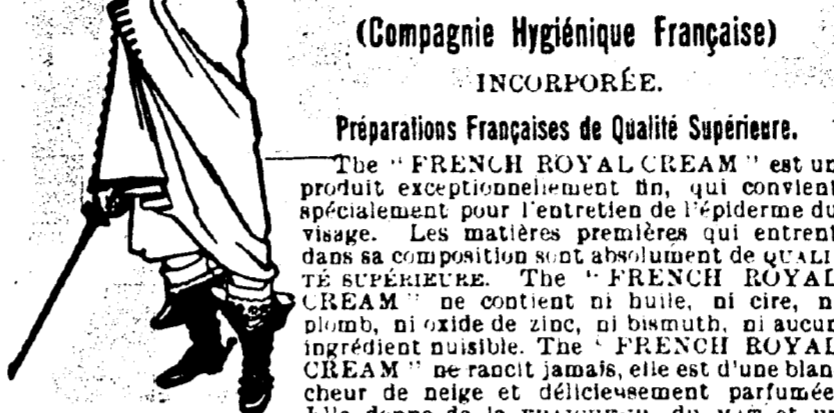 (Compagnie Hygiénique Française)
INCORPORÉE.
Préparations Françaises de Qualité Supérieure.
The "FRENCH ROYAL CREAM" est un
produit exceptionnellement fin, qui convient
spécialement pour l'entretien de l'épiderme du
visage. Les matières premières qui entrent
dans sa composition sont absolument de QUALI
TÉ SUPÉRIEURE. The "FRENCH ROYAL
CREAM" ne contient ni huile, ni cire, n
plomb, ni oxide de zinc, ni bismuth, ni aucun
ingrédient nuisible. The "FRENCH ROYAL
CREAM" ne rancit jamais, elle est d'une blan
cheur de neige et délicieusement parfumée
Elle donne de la